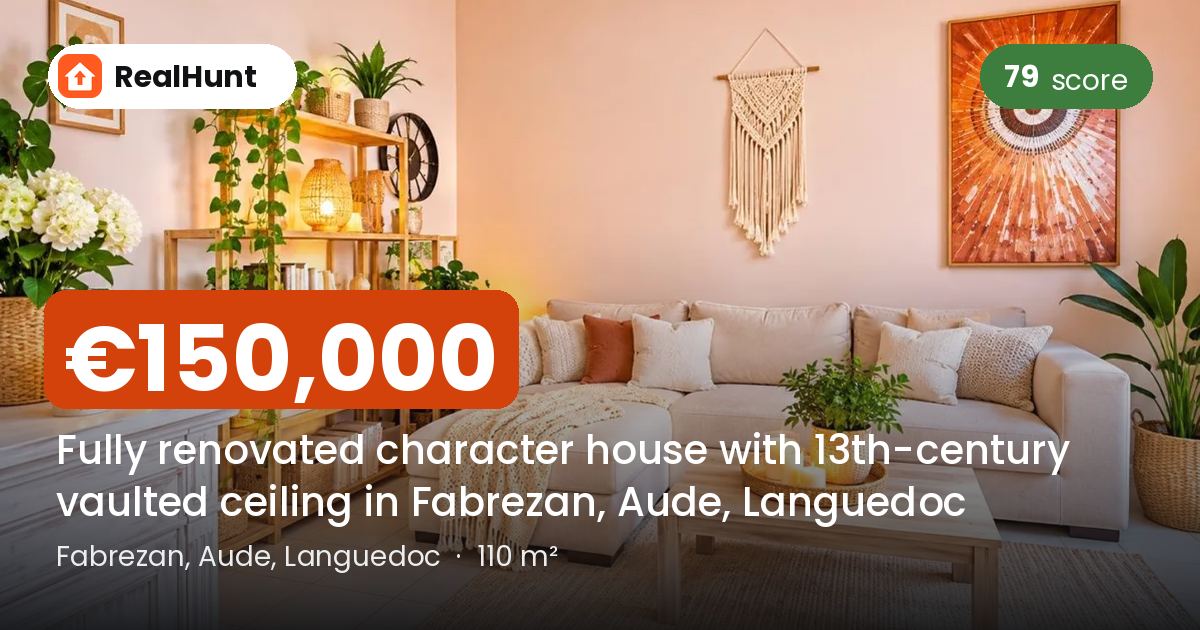 RealHunt
79 score
€150,000
Fully renovated character house with 13th-century
vaulted ceiling in Fabrezan, Aude, Languedoc
Fabrezan, Aude, Languedoc · 110 m²